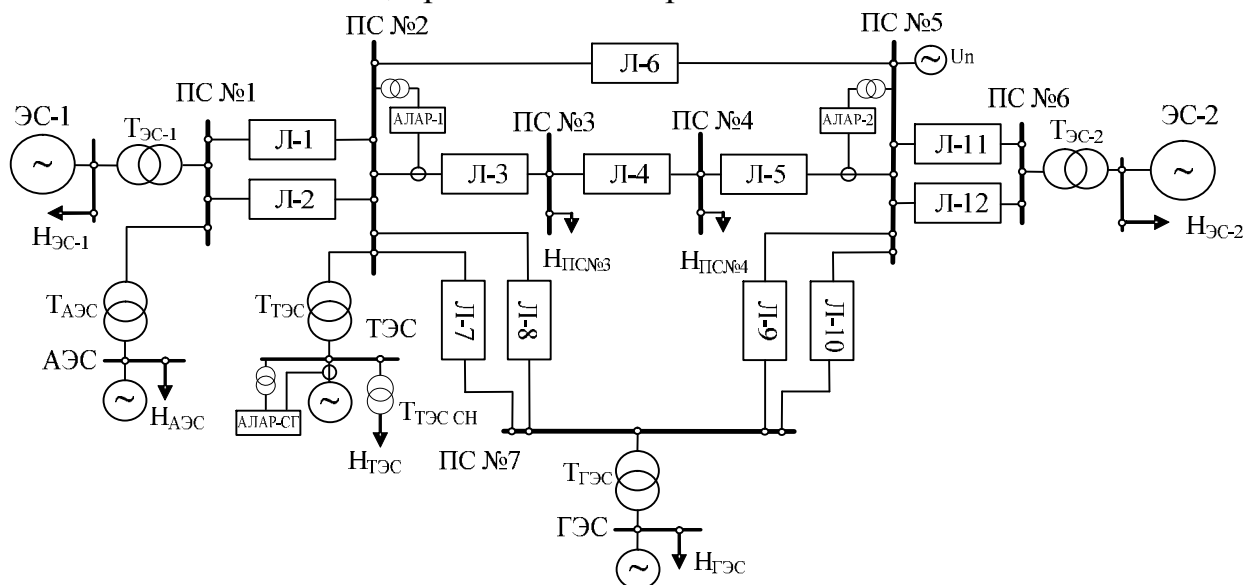 ПС №2
ПС №5
Л-6
Un
ПС №1
ПС №6
ЭС-1
ТЭС-1
АЛАР-1
ПС №3
ПС №4
АЛАР-2
ТЭС-2
ЭС-2
Л-1
Л-11
Л-3
Л-4
Л-5
Л-2
Л-12
НЭС-1
НПС№3
НПС№4
НЭС-2
ТАЭС
ТТЭС
ТЭС
Л-7
Л-8
Л-9
Л-10
АЭС
НАЭС
АЛАР-СГ
ТТЭС СН
НТЭС
ПС №7
ТГЭС
ГЭС
НГЭС